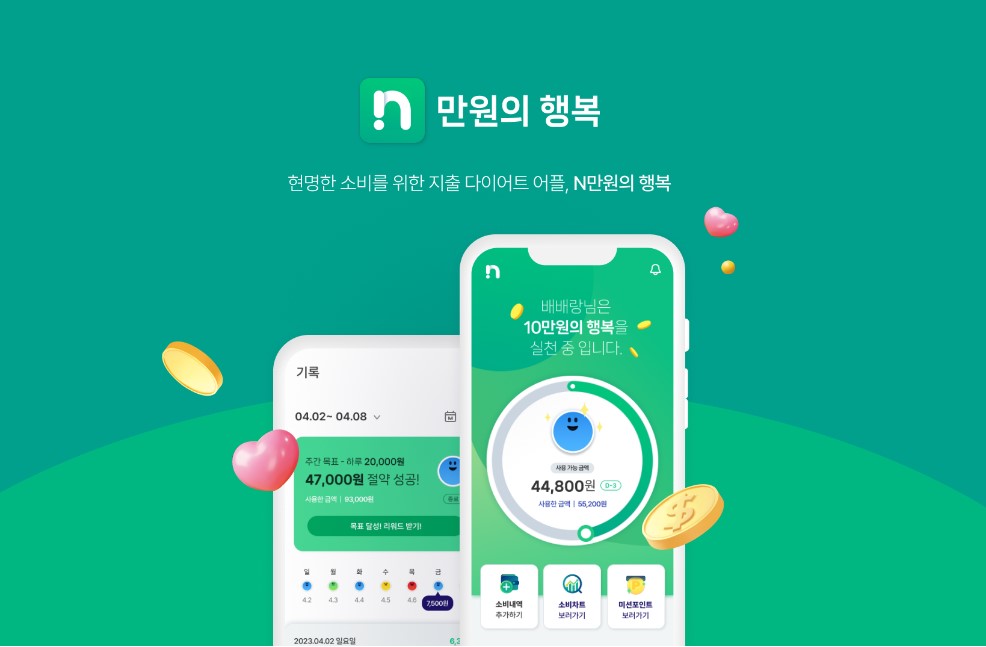 n 만원의 행복
현명한 소비를 위한 지출 다이어트 어플, N만원의 행복
기록
04.02~ 04.08
주간 목표 - 하루 20,000원
47,000원 절약 성공!
사용한 금액 | 93,000원
목표 달성! 리워드 받기!
일 월 화 수 목 금
4.2 4.3 4.4 4.5 4.6
7,500원
2023.04.02 일요일
n
배배랑님은
10만원의 행복을
실천 중 입니다.
사용 가능 금액
44,800원 D-3
사용한 금액 | 55,200원
소비내역
추가하기
소비차트
보러가기
미션포인트
보러가기